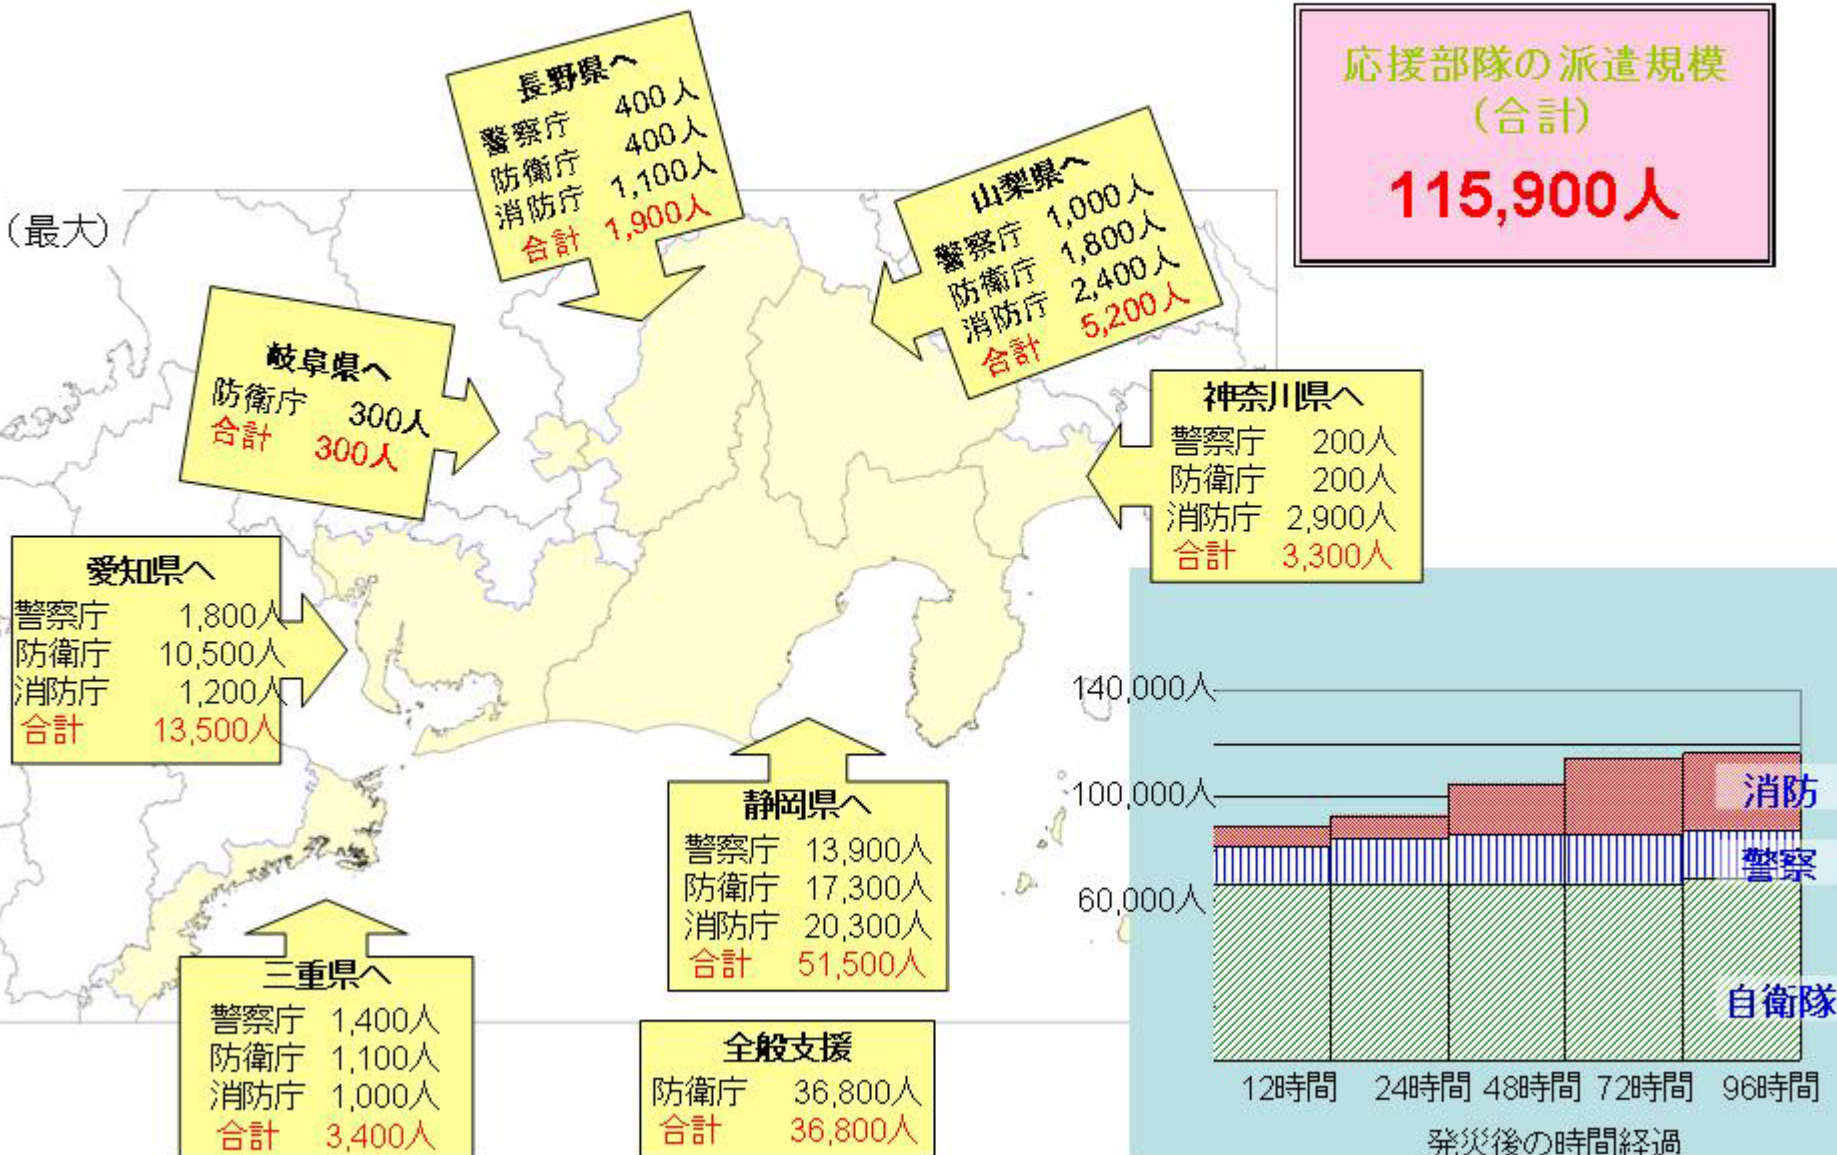 応援部隊の派遣規模
(合計)
115,900人
(最大)
長野県へ
警察庁 400人
防衛庁 400人
消防庁 1,100人
合計 1,900人
山梨県へ
警察庁 1,000人
防衛庁 1,800人
消防庁 2,400人
合計 5,200人
岐阜県へ
防衛庁 300人
合計 300人
神奈川県へ
警察庁 200人
防衛庁 200人
消防庁 2,900人
合計 3,300人
愛知県へ
警察庁 1,800人
防衛庁 10,500人
消防庁 1,200人
合計 13,500人
静岡県へ
警察庁 13,900人
防衛庁 17,300人
消防庁 20,300人
合計 51,500人
三重県へ
警察庁 1,400人
防衛庁 1,100人
消防庁 1,000人
合計 3,400人
全般支援
防衛庁 36,800人
合計 36,800人
140,000人
100,000人
60,000人
消防
警察
自衛隊
12時間 24時間 48時間 72時間 96時間
発災後の時間経過